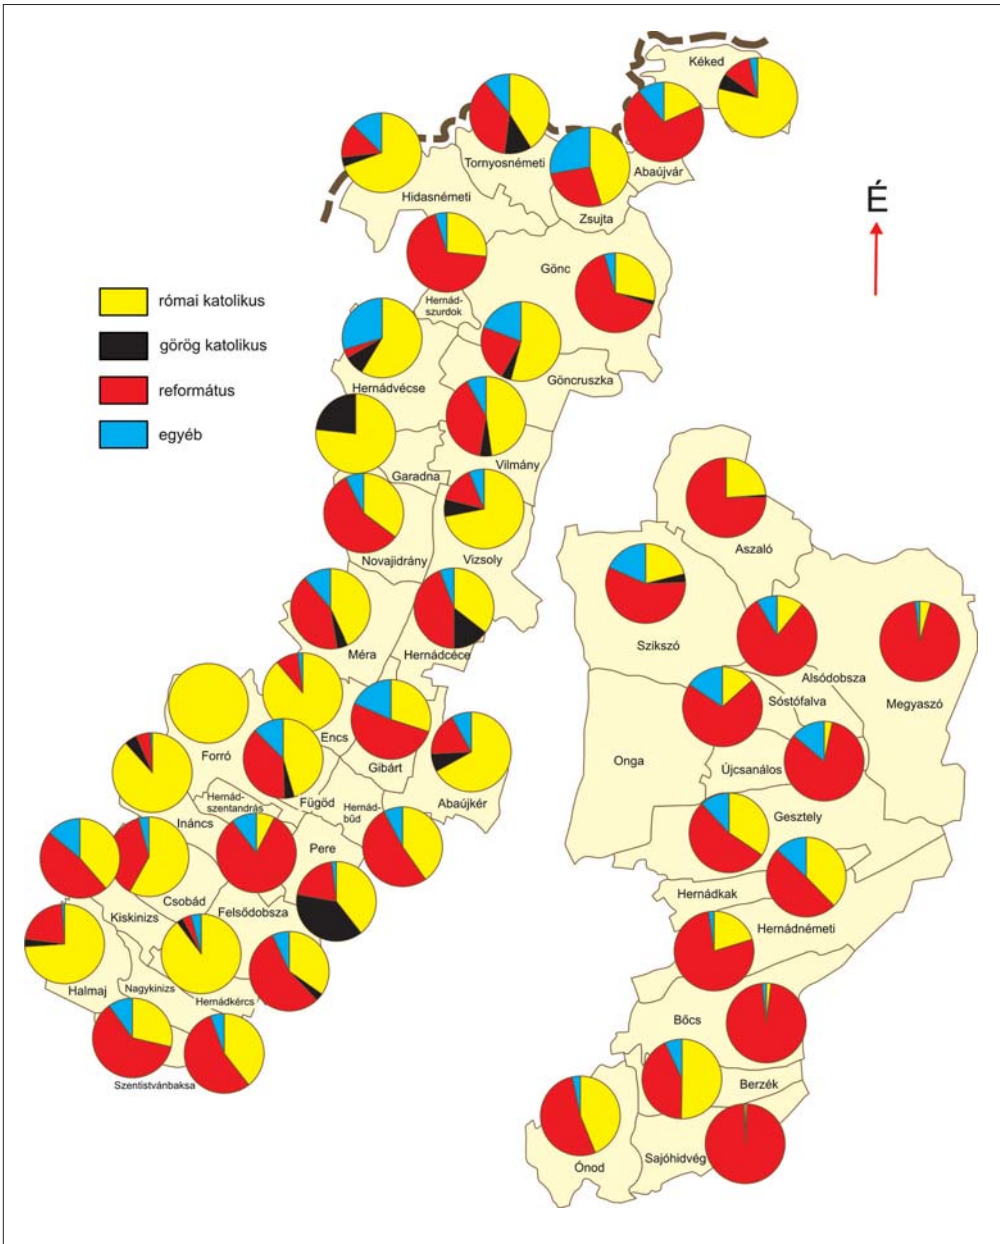 Kéked
Tornyosnémeti
Abaújvár
Hidasnémeti
Zsujta
É
Gönc
Hernád-
szurdok
római katolikus
görög katolikus
református
egyéb
Hernádvécse
Göncruszka
Vilmány
Garadna
Novajidrány
Vizsoly
Aszaló
Szikszó
Méra
Hernádcéce
Alsódobsza
Megyaszó
Sóstófalva
Encs
Forró
Gibárt
Onga
Újcsanálos
Hernád-
szentandrás
Fügöd
Hernád-
bűd
Abaújkér
Ináncs
Gesztely
Pere
Csobád
Felsődobsza
Hernádkak
Kiskinizs
Hernádnémeti
Halmaj
Nagykinizs
Hernádkércs
Bőcs
Szentistvánbaksa
Berzék
Ónod
Sajóhidvég